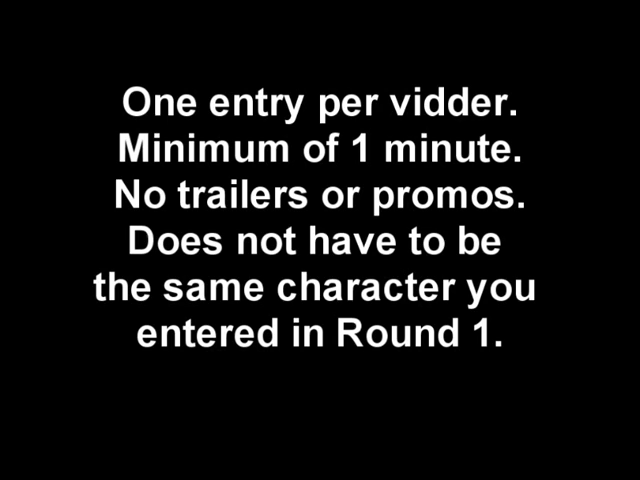 One entry per vidder.
Minimum of 1 minute.
No trailers or promos.
Does not have to be
the same character you
entered in Round 1.